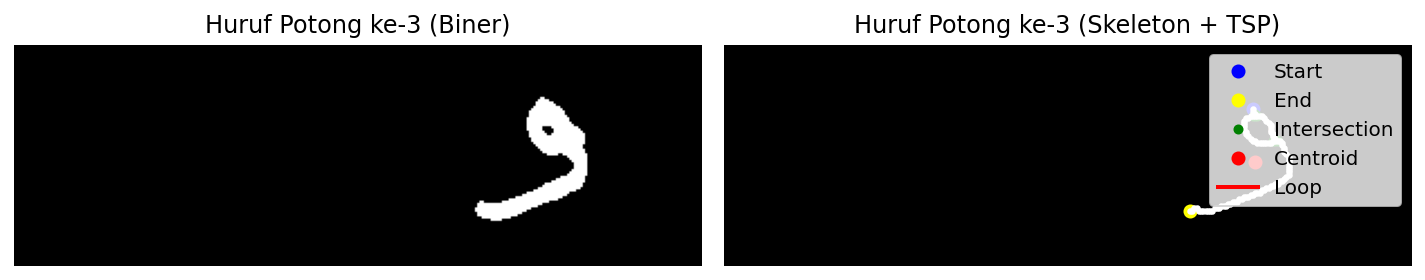 Huruf Potong ke-3 (Biner)
و
Huruf Potong ke-3 (Skeleton + TSP)
و
Start
End
Intersection
Centroid
Loop